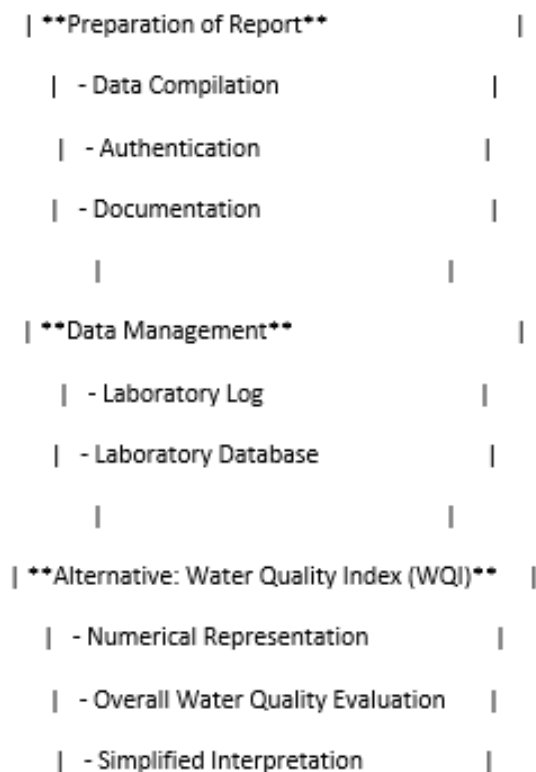 | **Preparation of Report** |
| - Data Compilation |
| - Authentication |
| - Documentation |
| |
| **Data Management** |
| - Laboratory Log |
| - Laboratory Database |
| |
| **Alternative: Water Quality Index (WQI)** |
| - Numerical Representation |
| - Overall Water Quality Evaluation |
| - Simplified Interpretation |